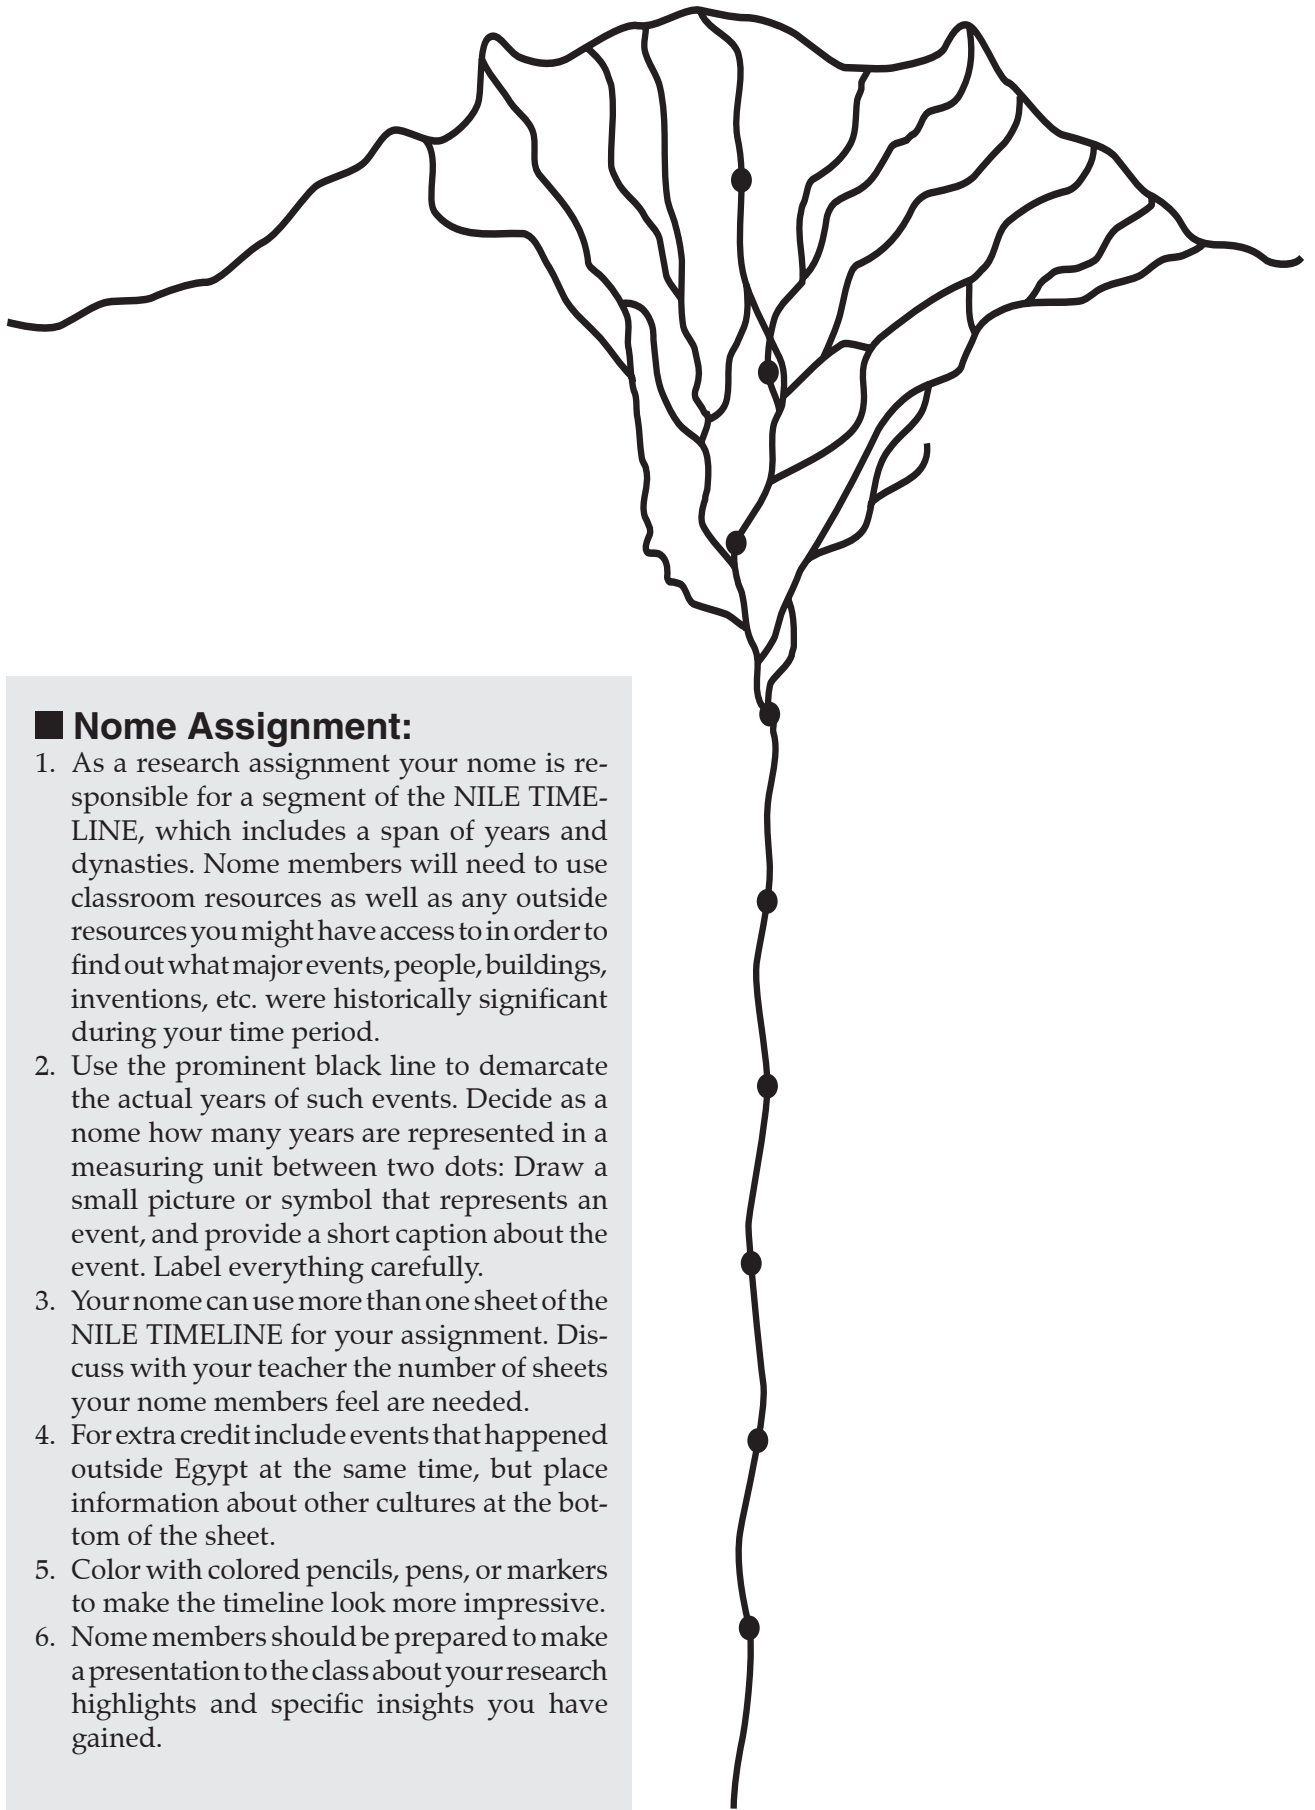 ■ Nome Assignment:
1. As a research assignment your nome is re-
sponsible for a segment of the NILE TIME-
LINE, which includes a span of years and
dynasties. Nome members will need to use
classroom resources as well as any outside
resources you might have access to in order to
find out what major events, people, buildings,
inventions, etc. were historically significant
during your time period.
2. Use the prominent black line to demarcate
the actual years of such events. Decide as a
nome how many years are represented in a
measuring unit between two dots: Draw a
small picture or symbol that represents an
event, and provide a short caption about the
event. Label everything carefully.
3. Your nome can use more than one sheet of the
NILE TIMELINE for your assignment. Dis-
cuss with your teacher the number of sheets
your nome members feel are needed.
4. For extra credit include events that happened
outside Egypt at the same time, but place
information about other cultures at the bot-
tom of the sheet.
5. Color with colored pencils, pens, or markers
to make the timeline look more impressive.
6. Nome members should be prepared to make
a presentation to the class about your research
highlights and specific insights you have
gained.